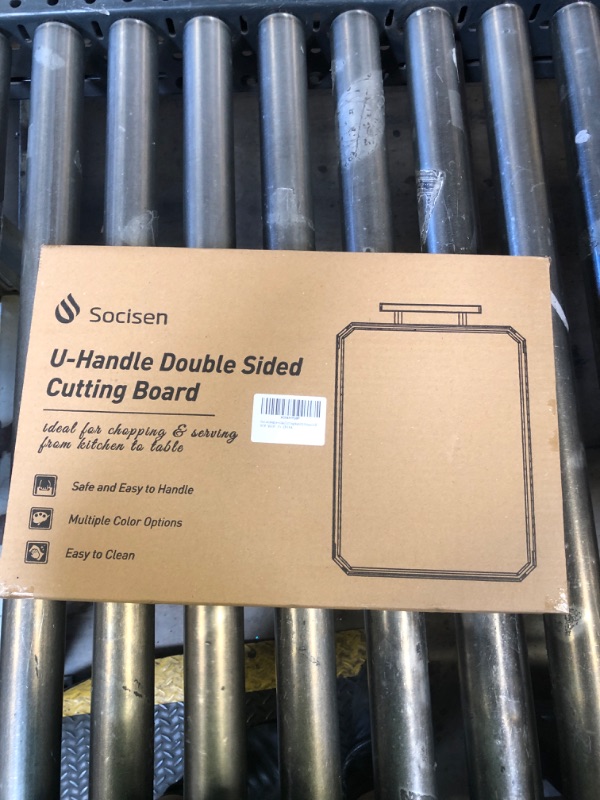 Socisen
U-Handle Double Sided
Cutting Board
ideal for chopping & serving
from kitchen to table
Safe and Easy to Handle
Multiple Color Options
Easy to Clean